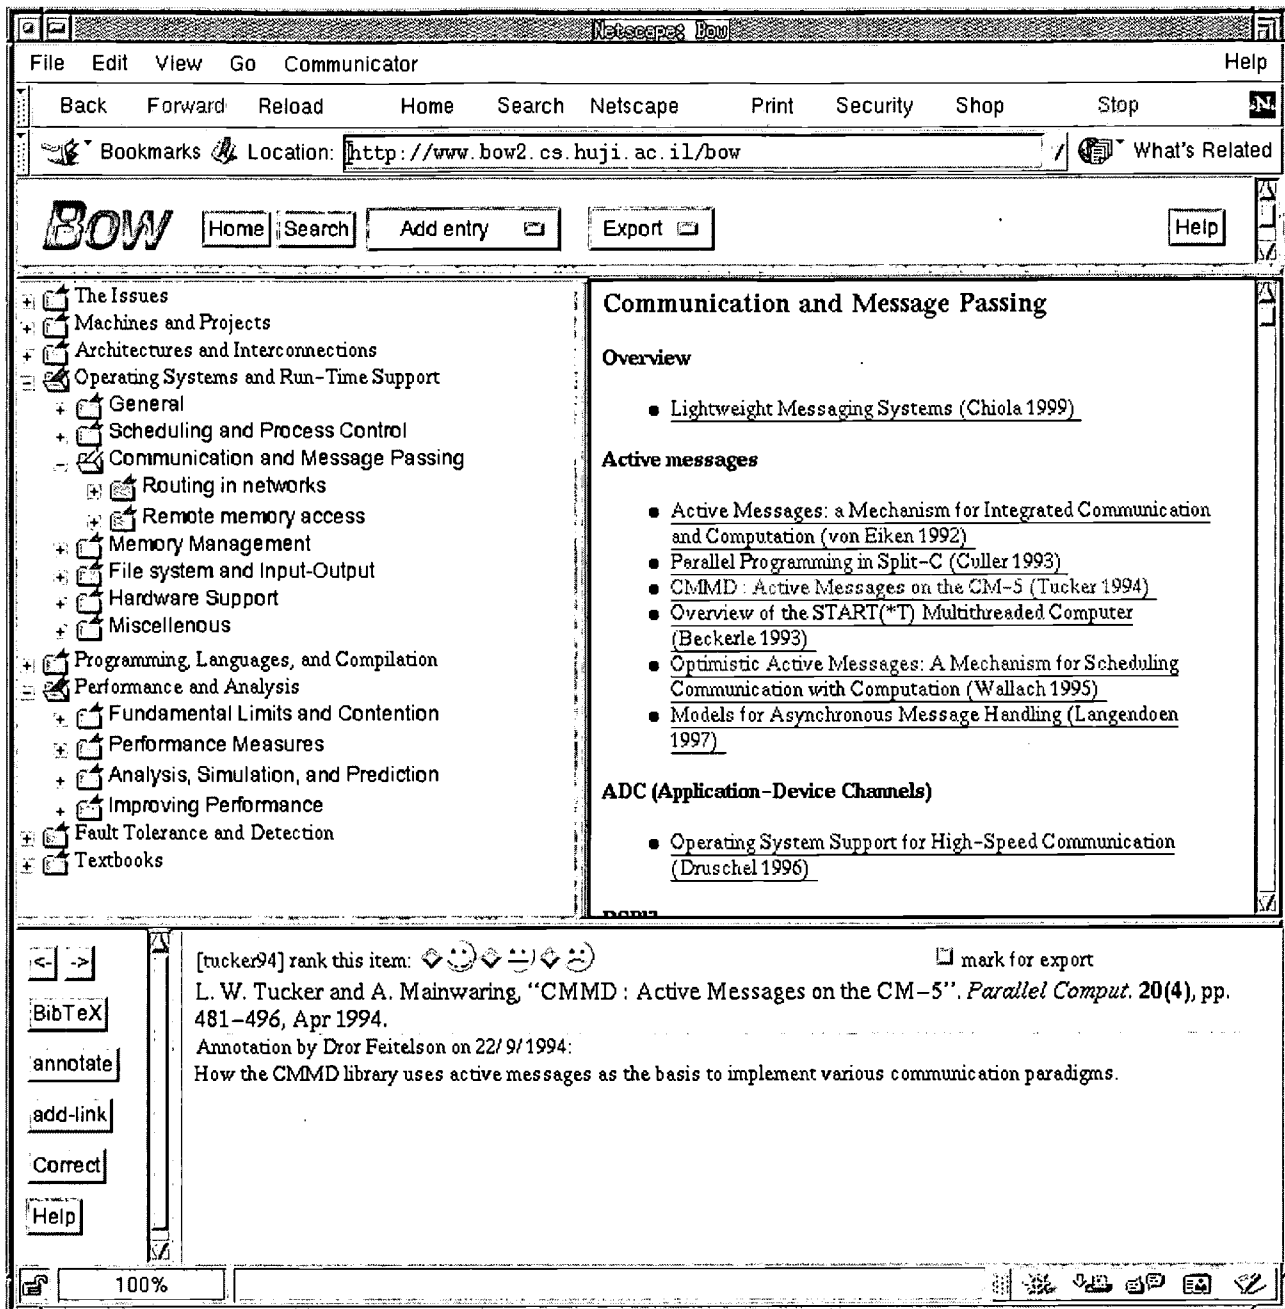 Netscape: Bow
File Edit View Go Communicator Help
Back Forward Reload Home Search Netscape Print Security Shop Stop N
Bookmarks Location: http://www.bow2.cs.huji.ac.il/bow What's Related
Bow Home Search Add entry Export Help
The Issues
Machines and Projects
Architectures and Interconnections
Operating Systems and Run-Time Support
General
Scheduling and Process Control
Communication and Message Passing
Routing in networks
Remote memory access
Memory Management
File system and Input-Output
Hardware Support
Miscellenous
Programming, Languages, and Compilation
Performance and Analysis
Fundamental Limits and Contention
Performance Measures
Analysis, Simulation, and Prediction
Improving Performance
Fault Tolerance and Detection
Textbooks
Communication and Message Passing
Overview
Lightweight Messaging Systems (Chiola 1999)
Active messages
Active Messages: a Mechanism for Integrated Communication
and Computation (von Eiken 1992)
Parallel Programming in Split-C (Culler 1993)
CMMD : Active Messages on the CM-5 (Tucker 1994)
Overview of the START(*T) Multithreaded Computer
(Beckerle 1993)
Optimistic Active Messages: A Mechanism for Scheduling
Communication with Computation (Wallach 1995)
Models for Asynchronous Message Handling (Langendoen
1997)
ADC (Application-Device Channels)
Operating System Support for High-Speed Communication
(Druschel 1996)
<- ->
BibTeX
annotate
add-link
Correct
Help
[tucker94] rank this item: mark for export
L. W. Tucker and A. Mainwaring, “CMMD : Active Messages on the CM-5”. Parallel Comput. 20(4), pp.
481-496, Apr 1994.
Annotation by Dror Feitelson on 22/9/1994:
How the CMMD library uses active messages as the basis to implement various communication paradigms.
100%